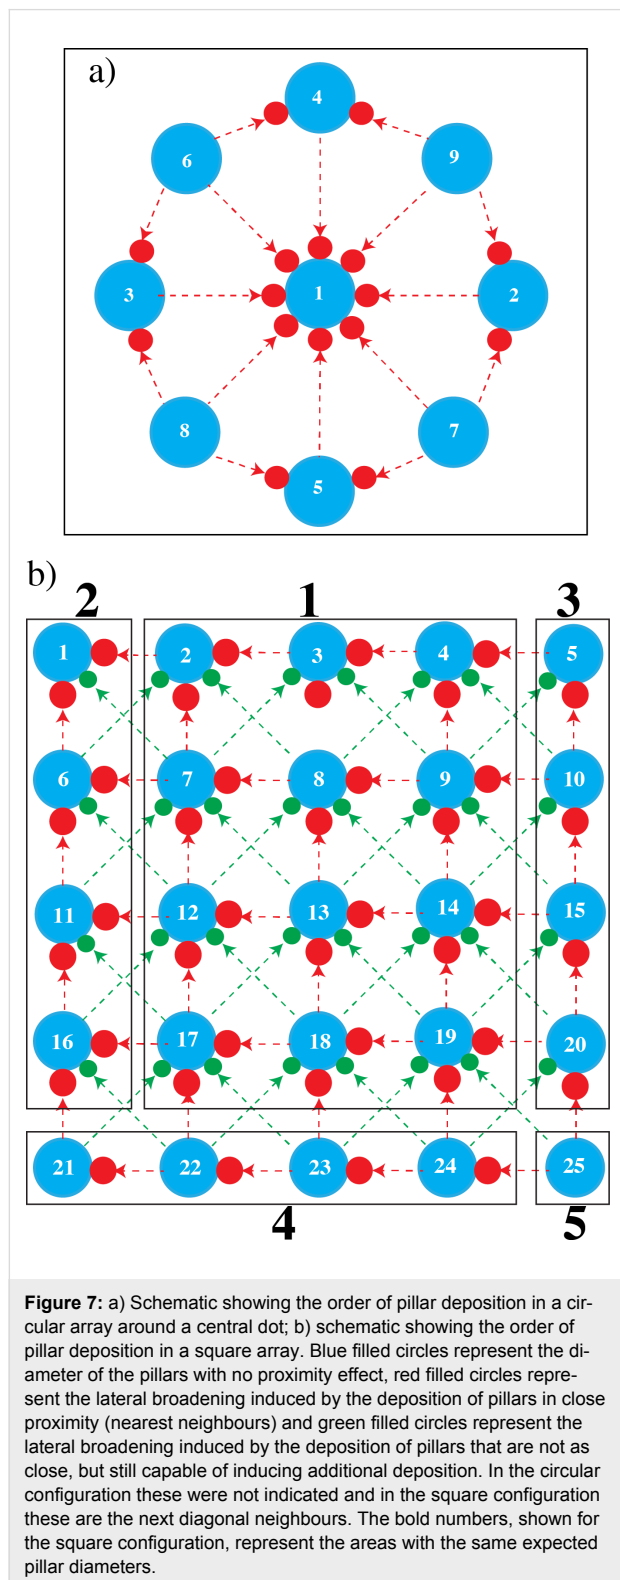 a)
4
6
9
3
1
2
8
7
5
b)
2 1 3
1 2 3 4 5
6 7 8 9 10
11 12 13 14 15
16 17 18 19 20
21 22 23 24 25
4 5
Figure 7: a) Schematic showing the order of pillar deposition in a cir-
cular array around a central dot; b) schematic showing the order of
pillar deposition in a square array. Blue filled circles represent the di-
ameter of the pillars with no proximity effect, red filled circles repre-
sent the lateral broadening induced by the deposition of pillars in close
proximity (nearest neighbours) and green filled circles represent the
lateral broadening induced by the deposition of pillars that are not as
close, but still capable of inducing additional deposition. In the circular
configuration these were not indicated and in the square configuration
these are the next diagonal neighbours. The bold numbers, shown for
the square configuration, represent the areas with the same expected
pillar diameters.